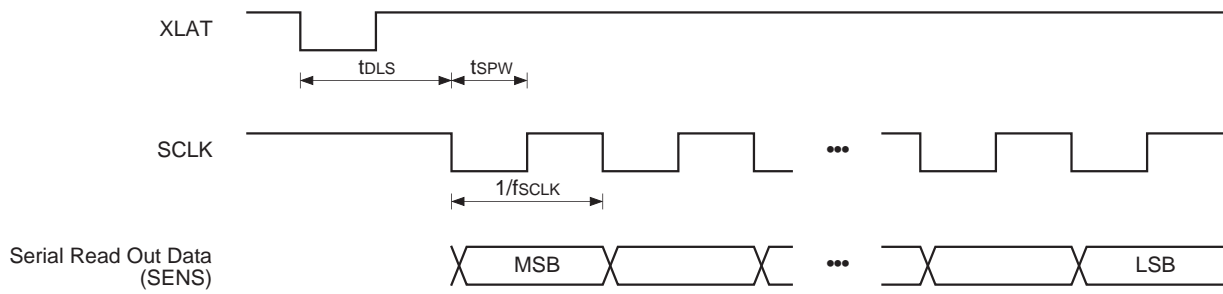 XLAT
tDLS
tSPW
SCLK
•••
1/fSCLK
Serial Read Out Data
(SENS)
MSB
•••
LSB